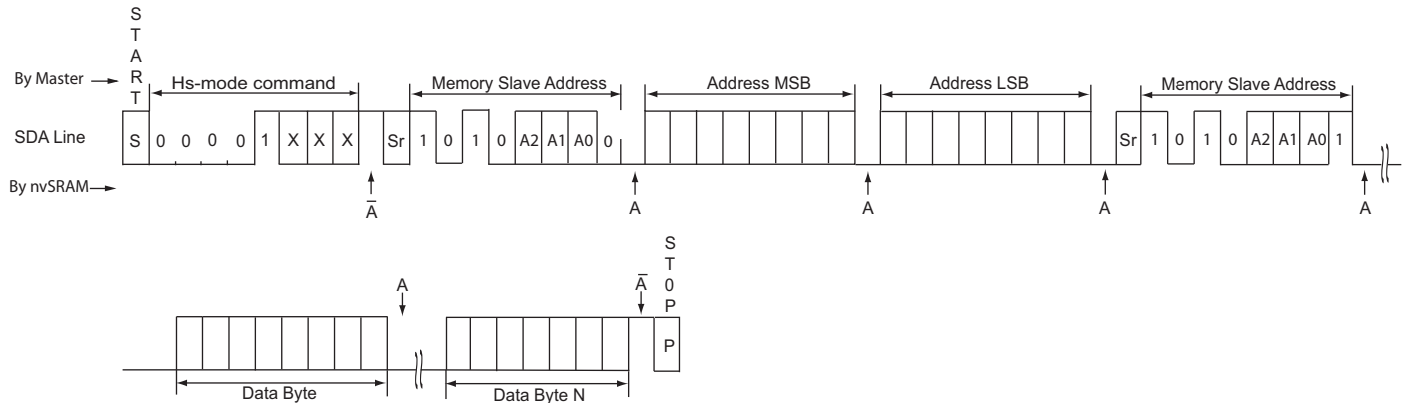 S
T
A
R
T
By Master
Hs-mode command
Memory Slave Address
Address MSB
Address LSB
Memory Slave Address
SDA Line
S 0 0 0 0 1 X X X Sr 1 0 1 0 A2 A1 A0 0 Sr 1 0 1 0 A2 A1 A0 1
By nvSRAM
A̅ A A A A
S
T
0
P
A A̅
P
Data Byte
Data Byte N